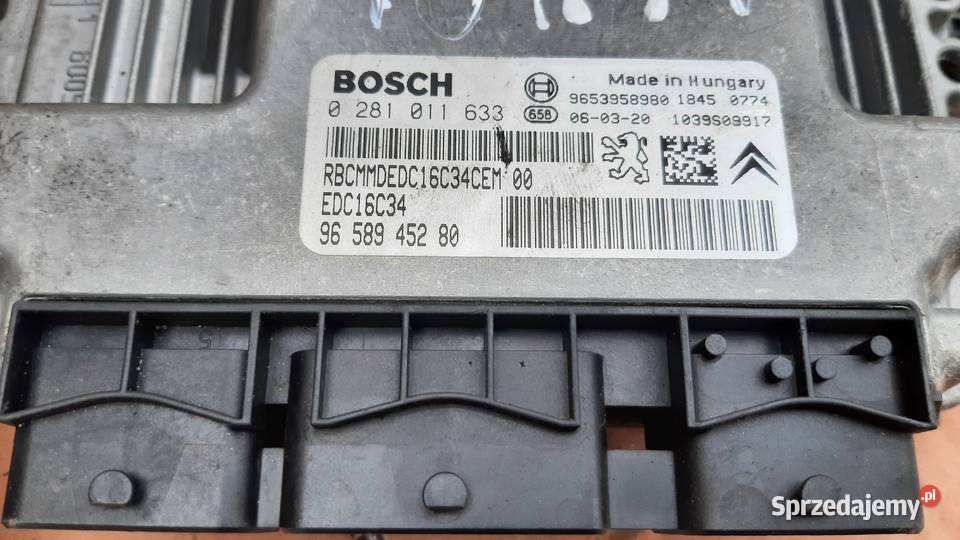 BOSCH
Made in Hungary
9653958980 1845 0774
0 281 011 633
658
06-03-20 1039S09917
RBCMMDEDC16C34CEM 00
EDC16C34
96 589 452 80
Sprzedajemy.pl